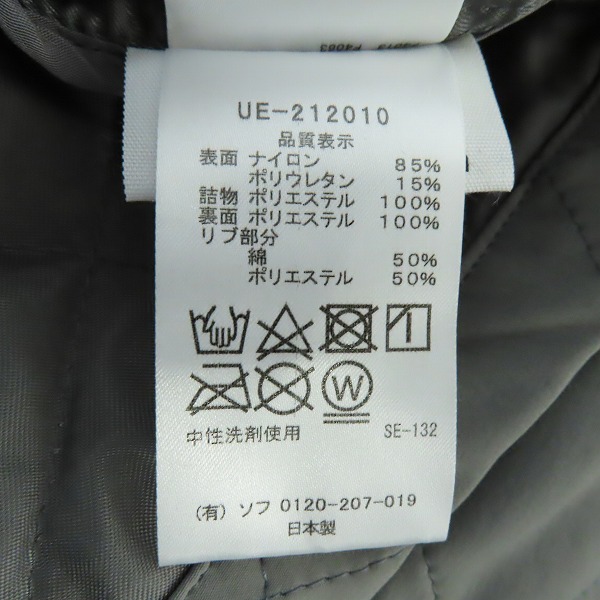 UE-212010
品質表示
表面 ナイロン 85%
ポリウレタン 15%
詰物 ポリエステル 100%
裏面 ポリエステル 100%
リブ部分
綿 50%
ポリエステル 50%
W
中性洗剤使用 SE-132
(有) ソフ 0120-207-019
日本製